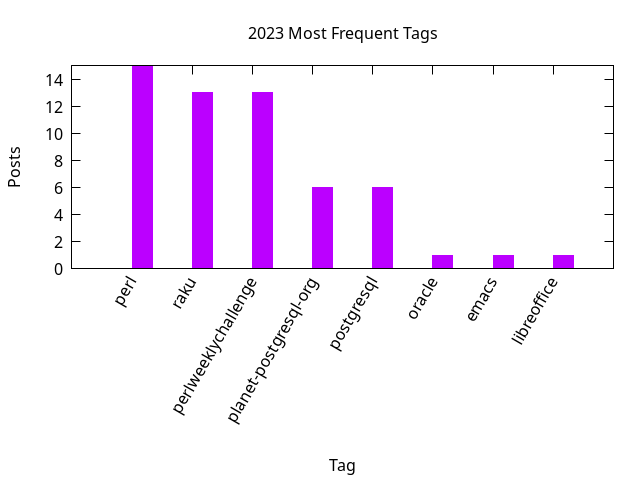 2023 Most Frequent Tags
14
12
10
8
6
4
2
0
Posts
perl
raku
perlweeklychallenge
planet-postgresql-org
postgresql
oracle
emacs
libreoffice
Tag